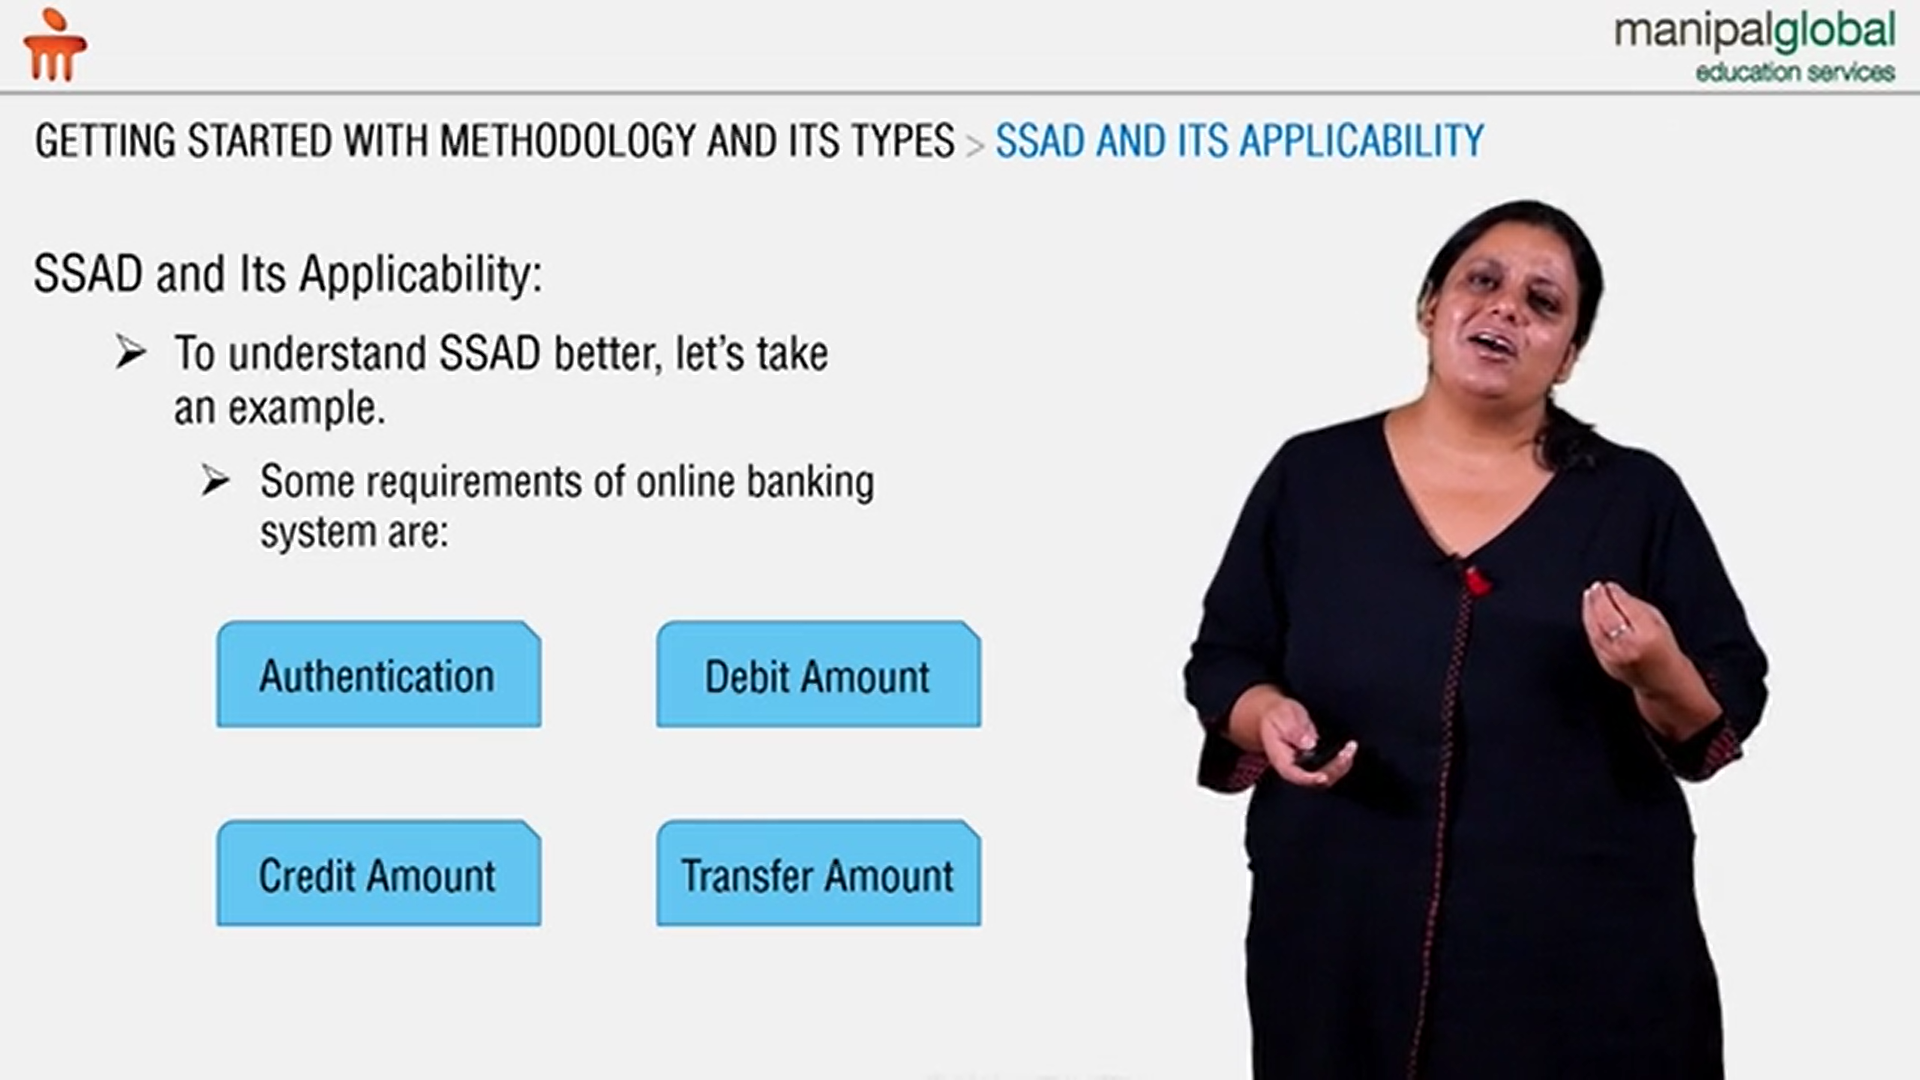 manipalglobal
education services
GETTING STARTED WITH METHODOLOGY AND ITS TYPES > SSAD AND ITS APPLICABILITY
SSAD and Its Applicability:
To understand SSAD better, let’s take
an example.
Some requirements of online banking
system are:
Authentication
Debit Amount
Credit Amount
Transfer Amount